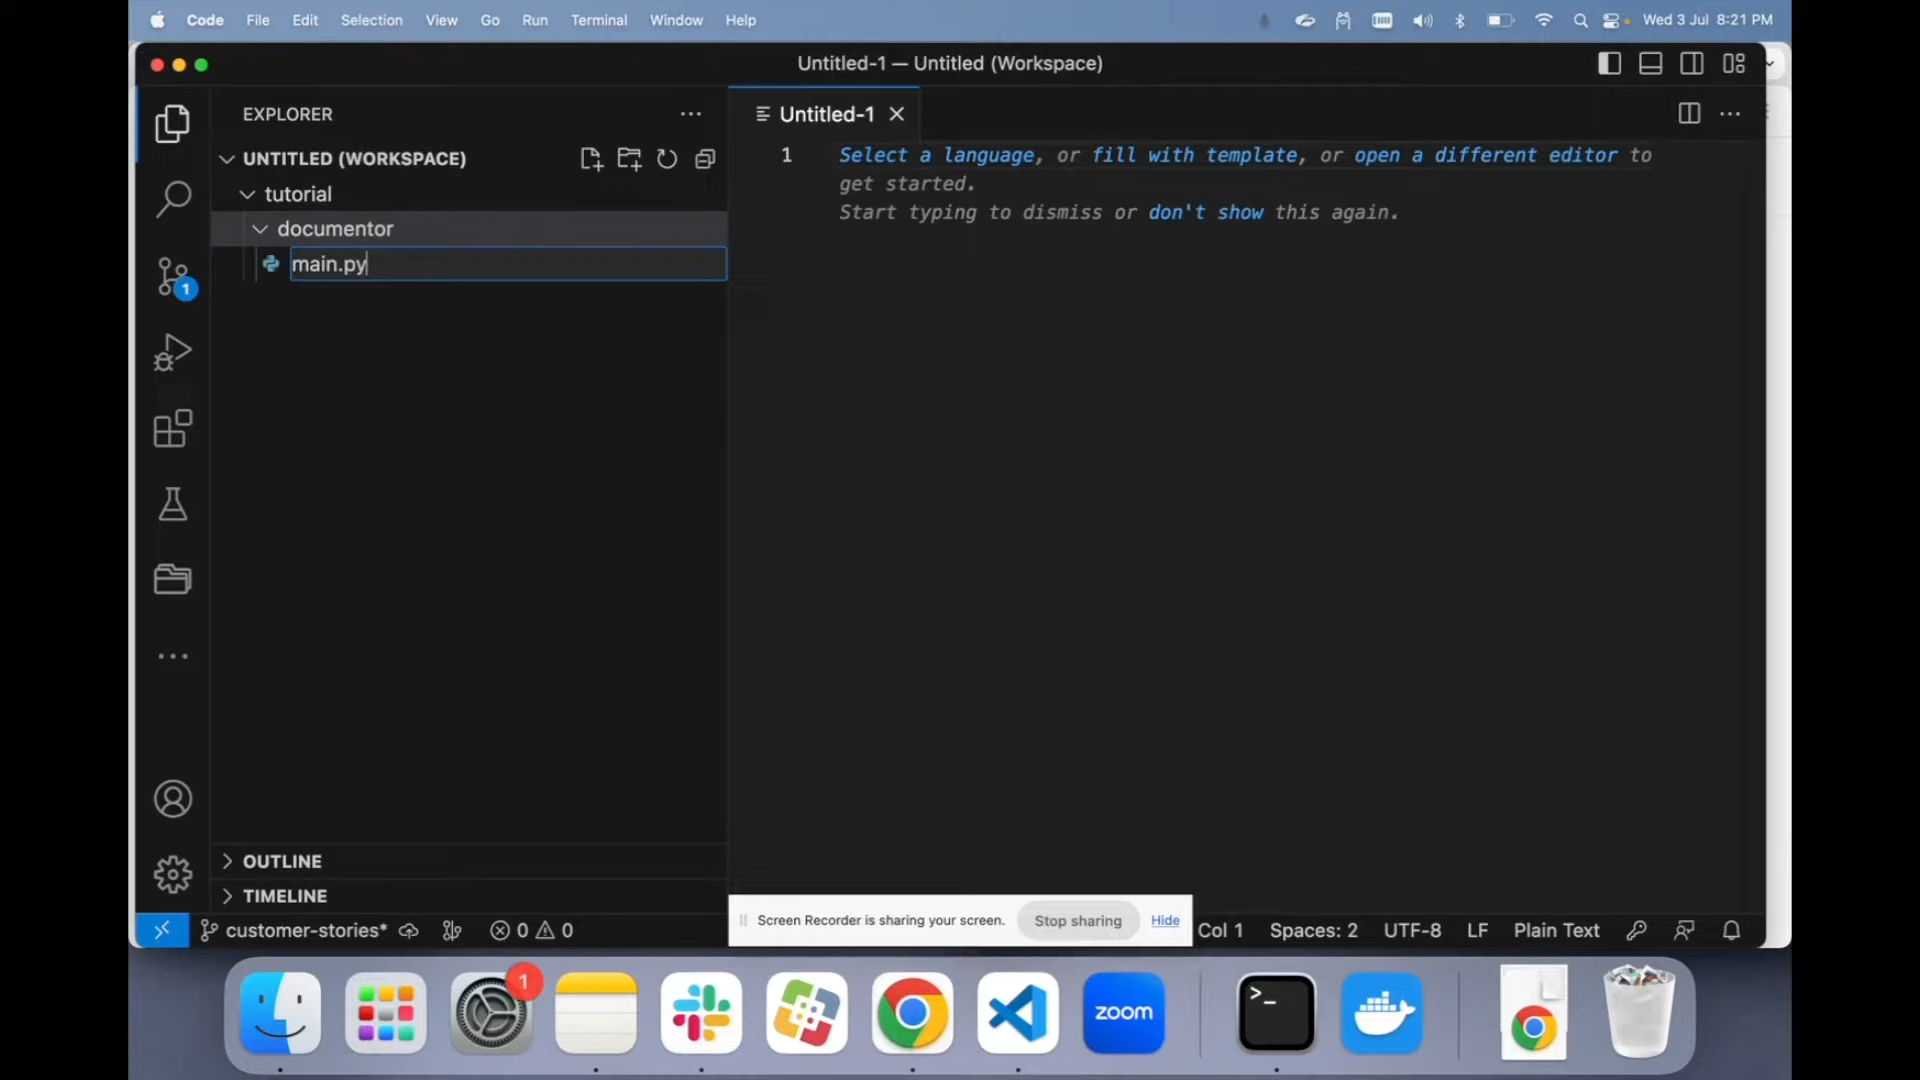 Code File Edit Selection View Go Run Terminal Window Help Wed 3 Jul 8:21 PM
Untitled-1 — Untitled (Workspace)
EXPLORER
Untitled-1
UNTITLED (WORKSPACE)
tutorial
documentor
main.py
1 Select a language, or fill with template, or open a different editor to
get started.
Start typing to dismiss or don't show this again.
1
OUTLINE
TIMELINE
Screen Recorder is sharing your screen. Stop sharing Hide
customer-stories* 0 0 Col 1 Spaces: 2 UTF-8 LF Plain Text
1
zoom
>_